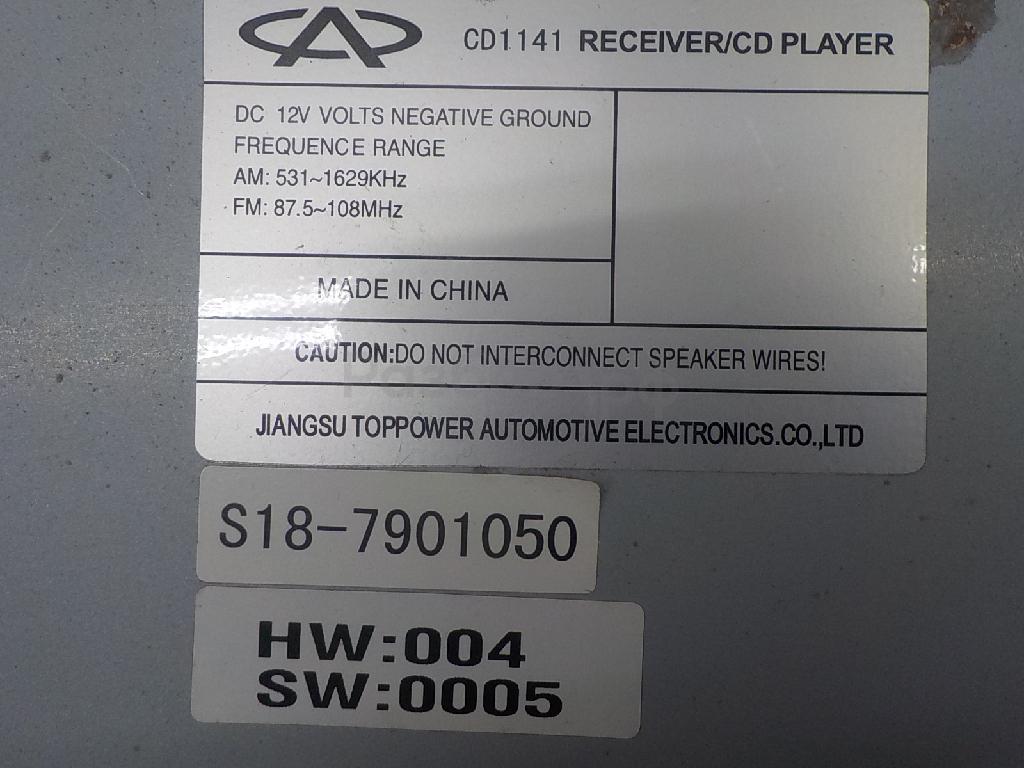 CD1141 RECEIVER/CD PLAYER
DC 12V VOLTS NEGATIVE GROUND
FREQUENCE RANGE
AM: 531~1629KHz
FM: 87.5~108MHz
MADE IN CHINA
CAUTION:DO NOT INTERCONNECT SPEAKER WIRES!
JIANGSU TOPPOWER AUTOMOTIVE ELECTRONICS.CO.,LTD
S18-7901050
HW:004
SW:0005